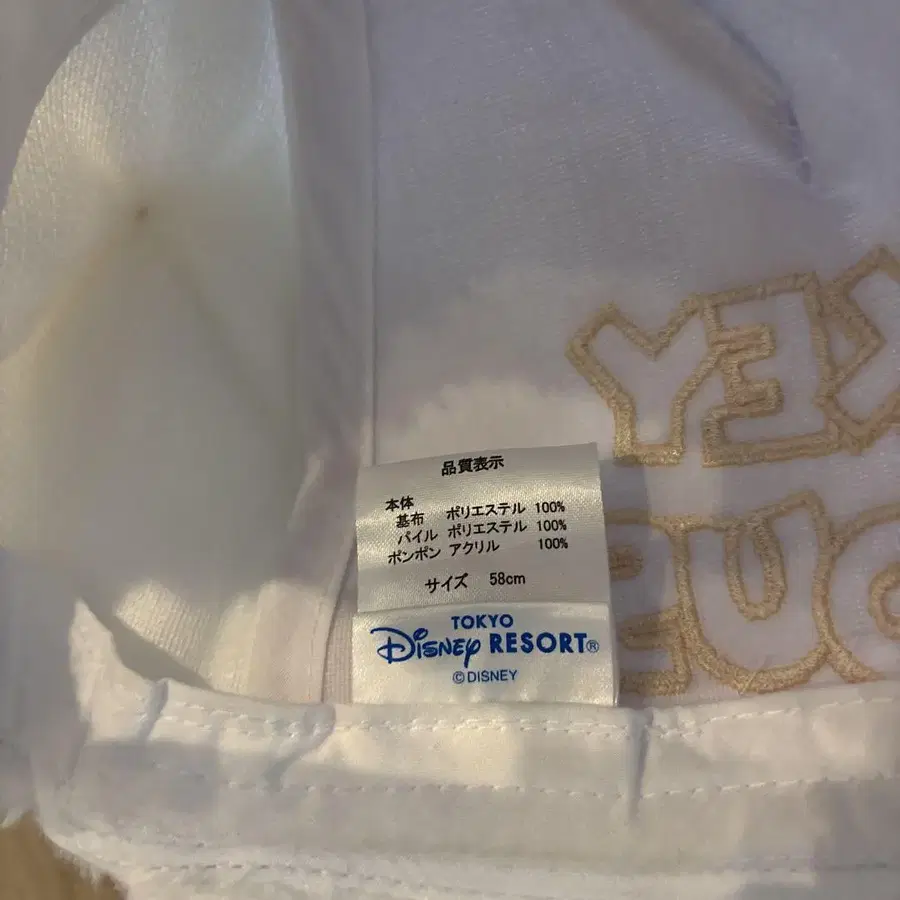 品質表示
本体
基布 ポリエステル 100%
パイル ポリエステル 100%
ポンポン アクリル 100%
サイズ 58cm
TOKYO
DISNEY RESORT®
©DISNEY